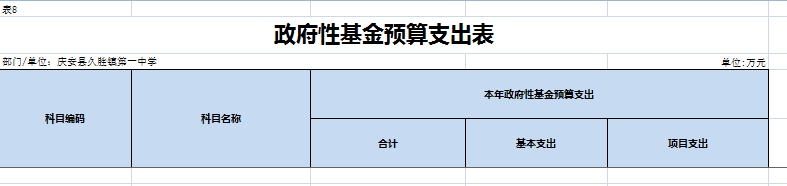 表8
政府性基金预算支出表
部门/单位：庆安县久胜镇第一中学 单位:万元
科目编码 科目名称 本年政府性基金预算支出
合计 基本支出 项目支出